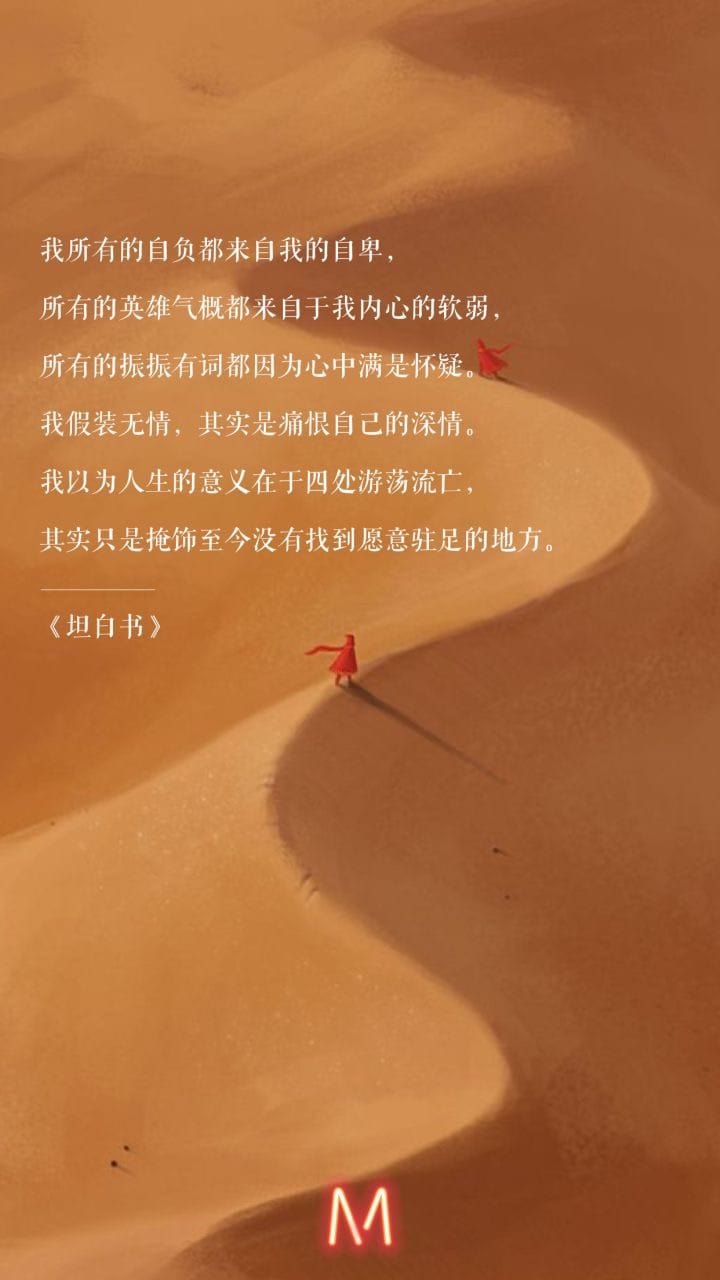 我所有的自负都来自我的自卑，
所有的英雄气概都来自于我内心的软弱，
所有的振振有词都因为心中满是怀疑。
我假装无情，其实是痛恨自己的深情。
我以为人生的意义在于四处游荡流亡，
其实只是掩饰至今没有找到愿意驻足的地方。
《坦白书》
M